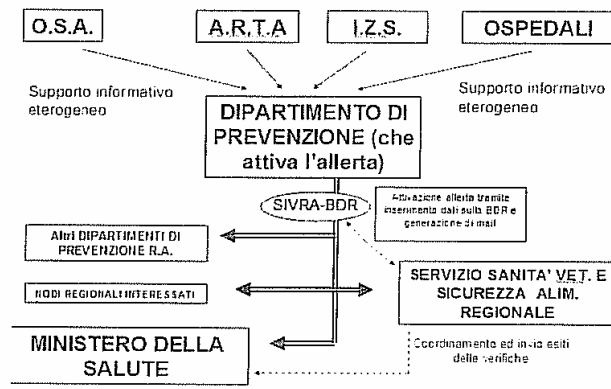 O.S.A.
A.R.T.A
I.Z.S.
OSPEDALI
Supporto informativo
eterogeneo
Supporto informativo
eterogeneo
DIPARTIMENTO DI
PREVENZIONE (che
attiva l'allerta)
SIVRA-BDR
Attivazione allerta tramite
inserimento dati sulla BDR e
generazione di mail
Altri DIPARTIMENTI DI
PREVENZIONE R.A.
NODI REGIONALI INTERESSATI
SERVIZIO SANITA' VET. E
SICUREZZA ALIM.
REGIONALE
MINISTERO DELLA
SALUTE
Coordinamento ed invio esiti
delle verifiche